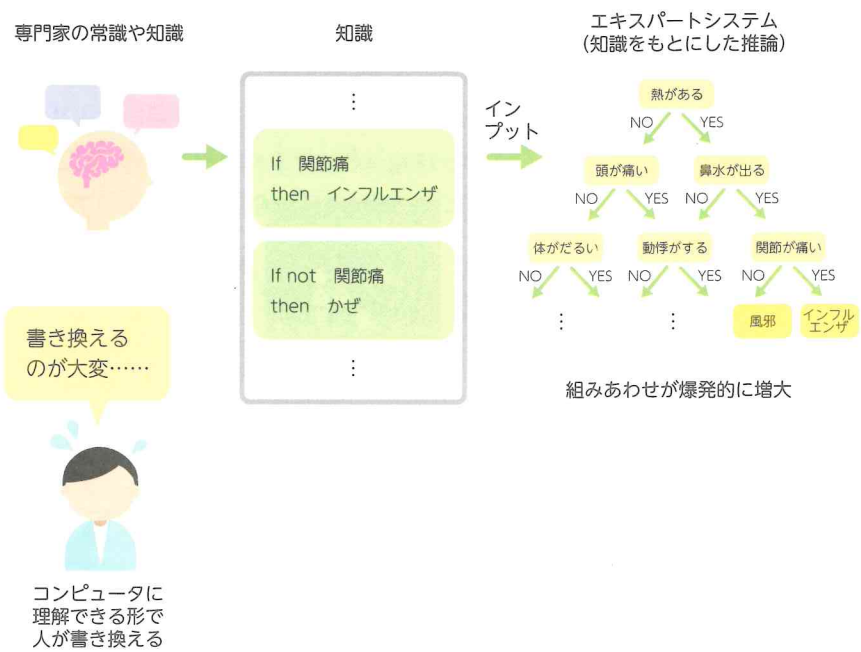 専門家の常識や知識
知識
エキスパートシステム
(知識をもとにした推論)
⋮
If 関節痛
then インフルエンザ
If not 関節痛
then かぜ
⋮
イン
プット
熱がある
NO YES
頭が痛い 鼻水が出る
NO YES NO YES
体がだるい 動悸がする 関節が痛い
NO YES NO YES NO YES
⋮ ⋮ 風邪 インフル
エンザ
組みあわせが爆発的に増大
書き換える
のが大変……
コンピュータに
理解できる形で
人が書き換える